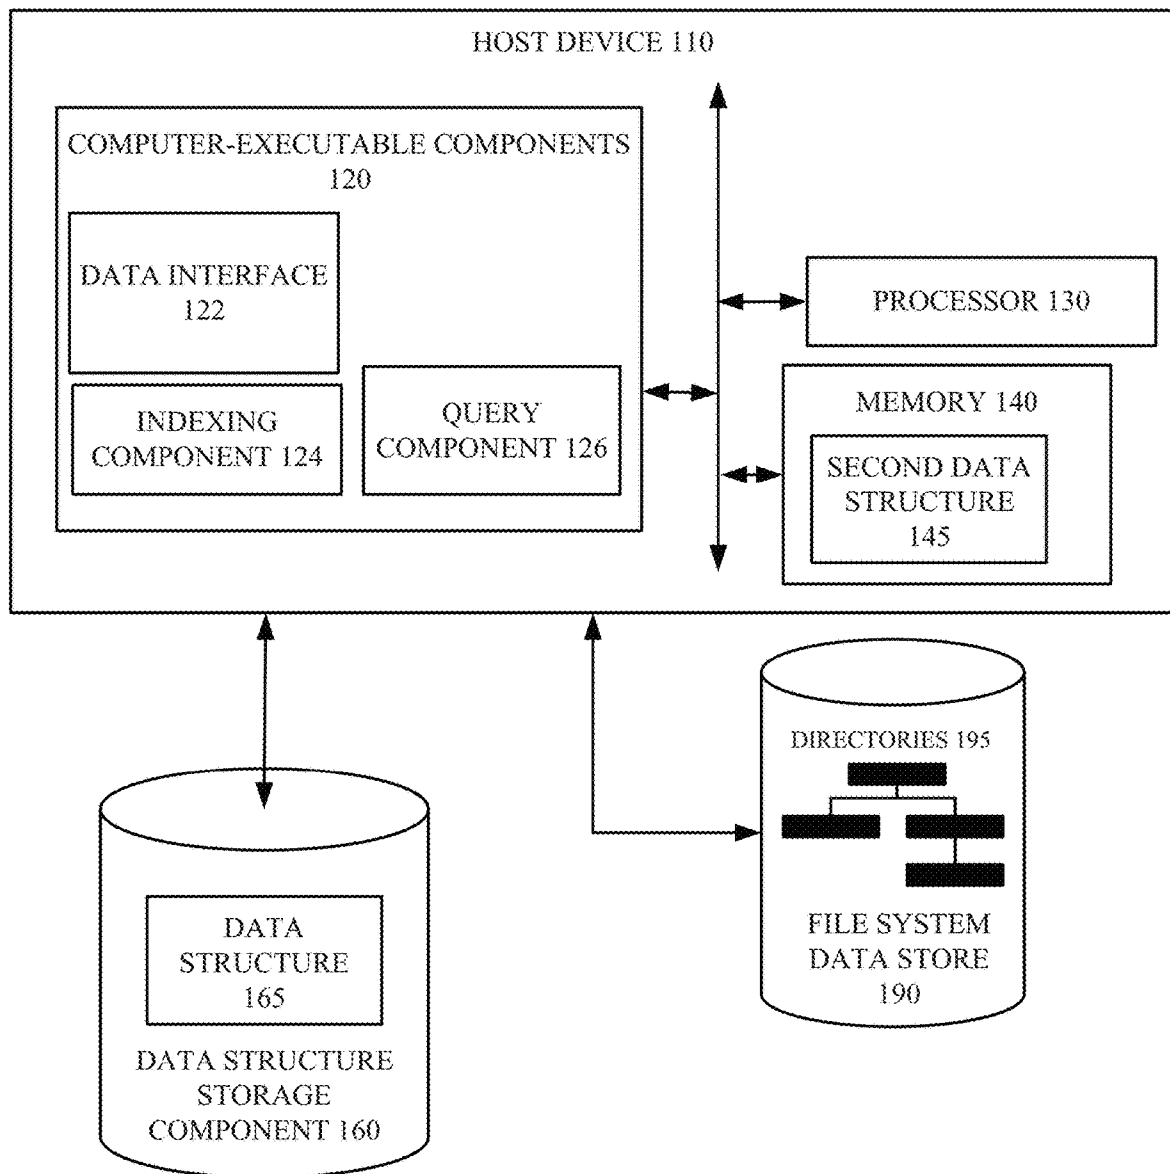 HOST DEVICE 110
COMPUTER-EXECUTABLE COMPONENTS
120
DATA INTERFACE
122
INDEXING
COMPONENT 124
QUERY
COMPONENT 126
PROCESSOR 130
MEMORY 140
SECOND DATA
STRUCTURE
145
DIRECTORIES 195
FILE SYSTEM
DATA STORE
190
DATA
STRUCTURE
165
DATA STRUCTURE
STORAGE
COMPONENT 160